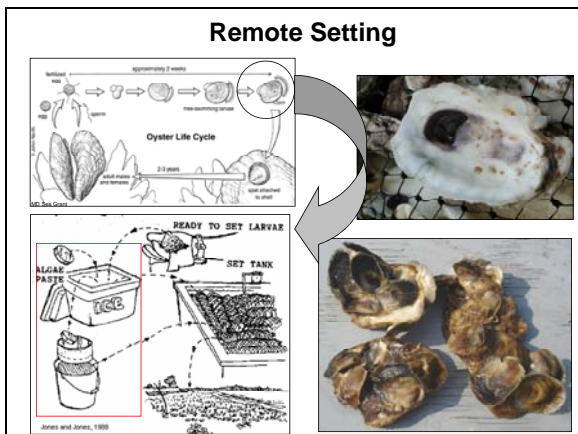 Remote Setting
approximately 2 weeks
fertilized
egg
egg
sperm
free-swimming larvae
Oyster Life Cycle
2-3 years
adult males
and females
spat attached
to shell
MD Sea Grant
READY TO SET LARVAE
ALGAE
PASTE
SET TANK
ICE
Jones and Jones, 1988